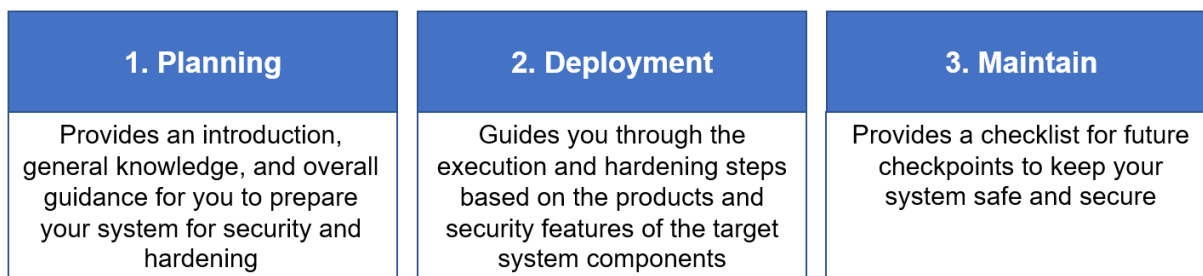 1. Planning
Provides an introduction,
general knowledge, and overall
guidance for you to prepare
your system for security and
hardening
2. Deployment
Guides you through the
execution and hardening steps
based on the products and
security features of the target
system components
3. Maintain
Provides a checklist for future
checkpoints to keep your
system safe and secure